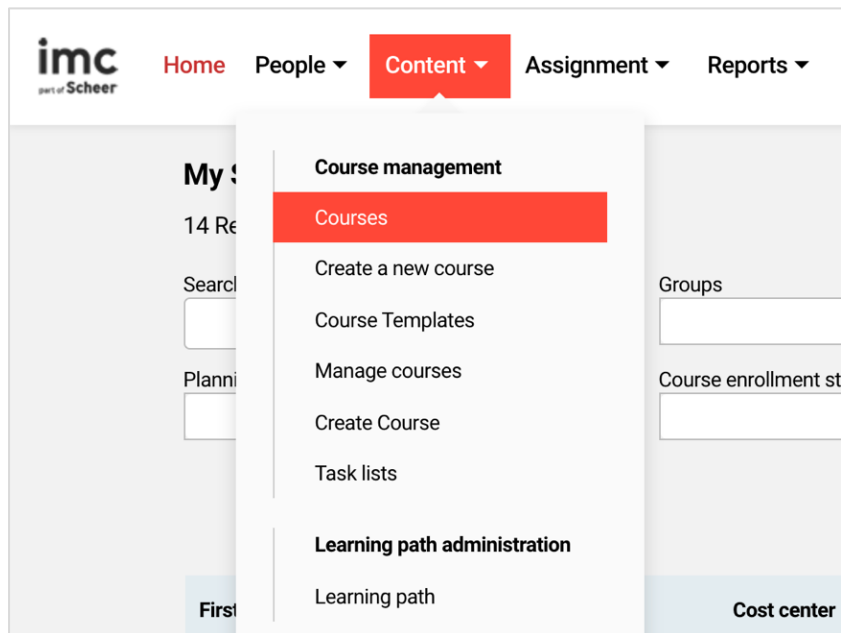 imc
part of Scheer
Home People Content Assignment Reports
My S
14 Re
Search
Groups
Planni
Course enrollment st
Course management
Courses
Create a new course
Course Templates
Manage courses
Create Course
Task lists
Learning path administration
Learning path
First
Cost center